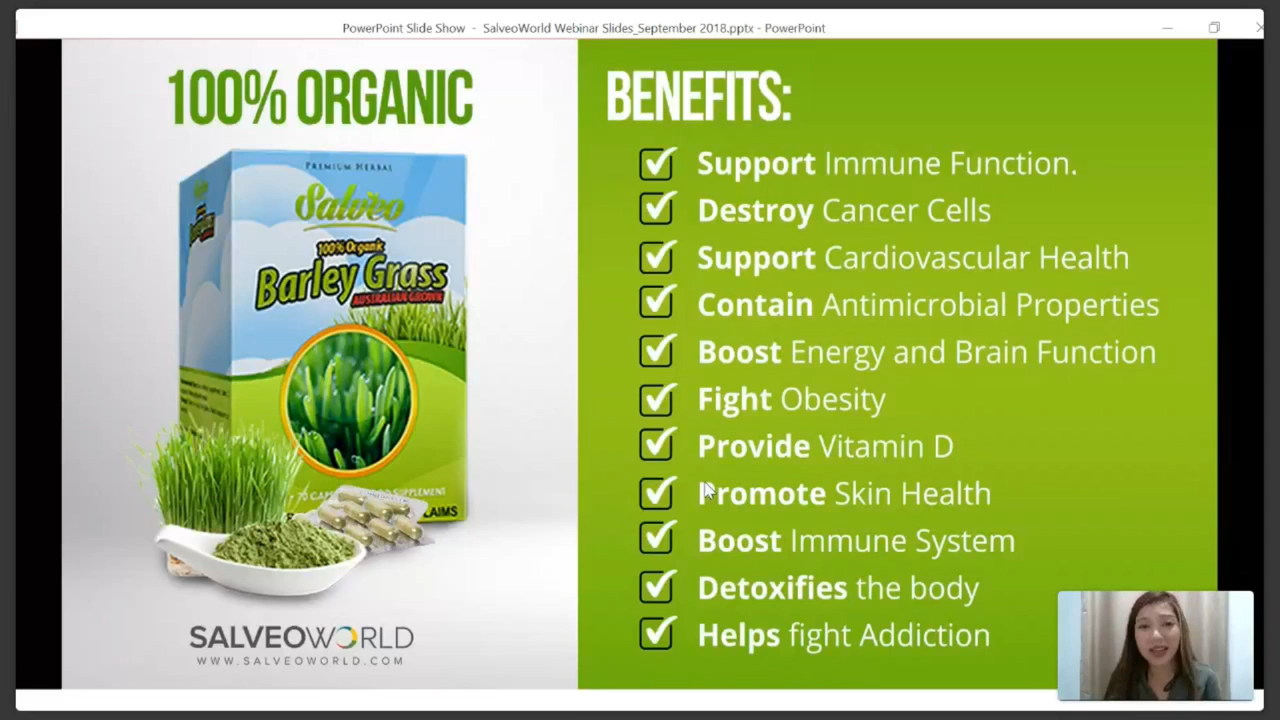 PowerPoint Slide Show - SalveoWorld Webinar Slides_September 2018.pptx - PowerPoint
100% ORGANIC
PREMIUM HERBAL
Salveo
100% Organic
Barley Grass
AUSTRALIAN GROWN
SALVEOWORLD
WWW.SALVEOWORLD.COM
BENEFITS:
Support Immune Function.
Destroy Cancer Cells
Support Cardiovascular Health
Contain Antimicrobial Properties
Boost Energy and Brain Function
Fight Obesity
Provide Vitamin D
Promote Skin Health
Boost Immune System
Detoxifies the body
Helps fight Addiction